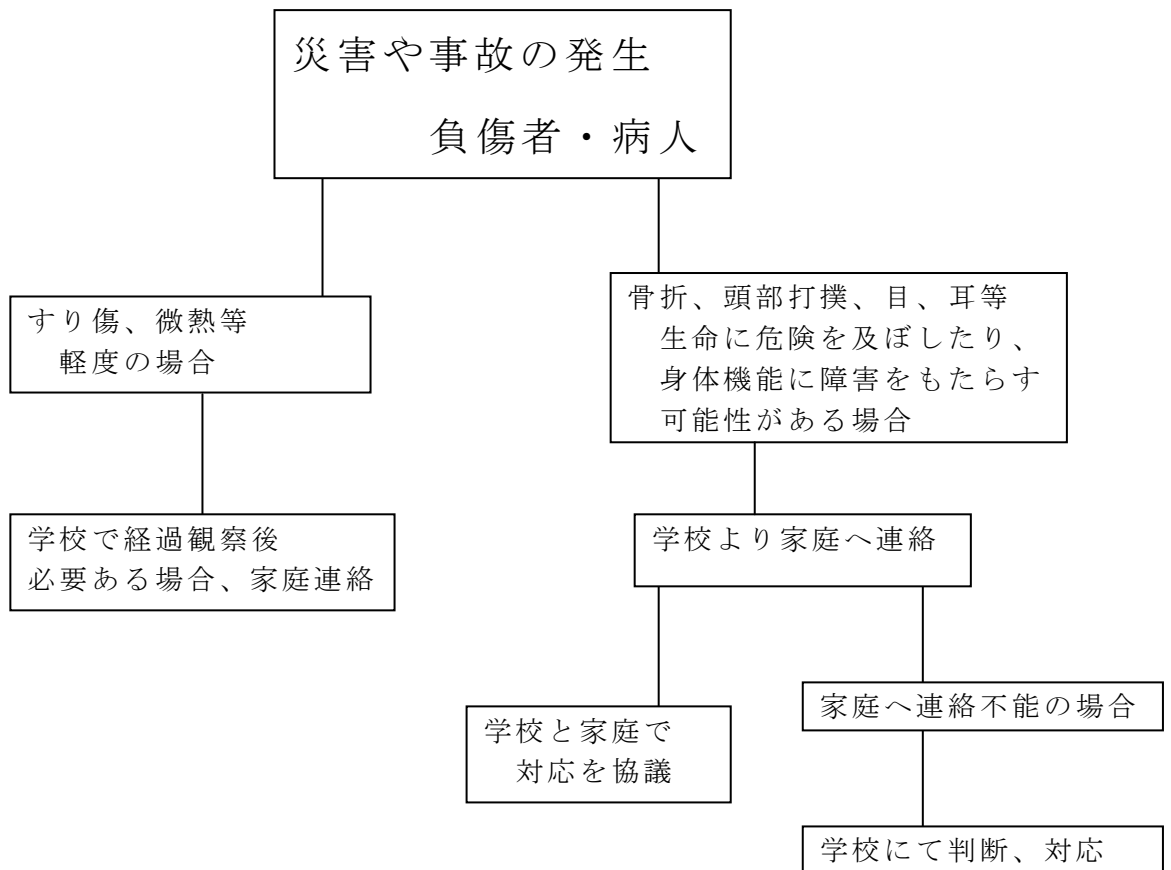 災害や事故の発生
負傷者・病人
すり傷、微熱等
軽度の場合
骨折、頭部打撲、目、耳等
生命に危険を及ぼしたり、
身体機能に障害をもたらす
可能性がある場合
学校で経過観察後
必要ある場合、家庭連絡
学校より家庭へ連絡
学校と家庭で
対応を協議
家庭へ連絡不能の場合
学校にて判断、対応